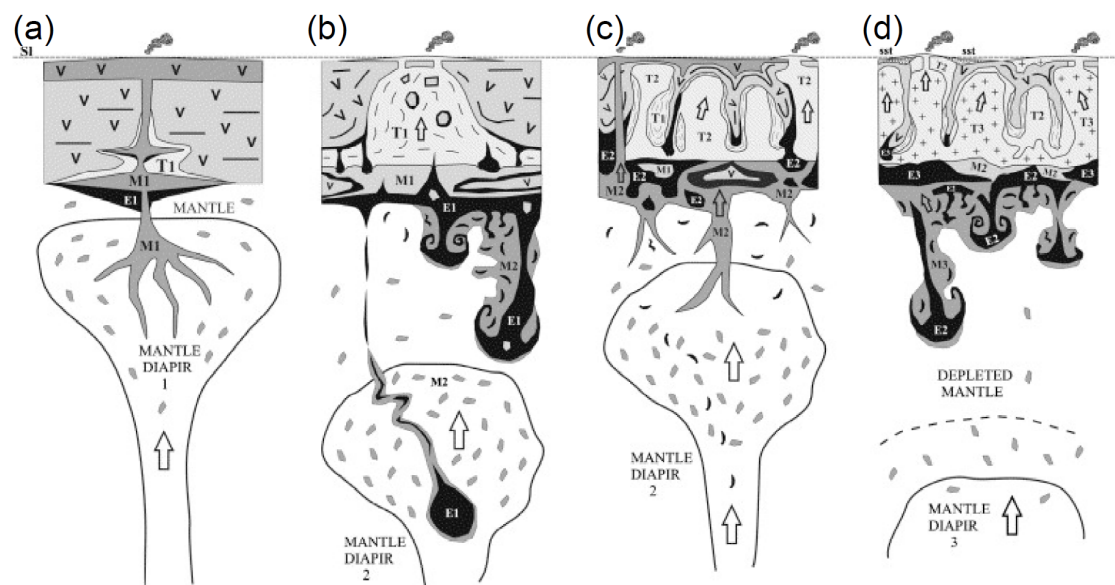 (a)
(b)
(c)
(d)
SI
V V V
V
V
V
V
T1
M1
E1
MANTLE
M1
MANTLE
DIAPIR
1
V
V
V
V
T1
M1
V
V
E1
M2
E1
M2
E1
MANTLE
DIAPIR
2
V
V
V
T2
T2
T1
T2
V
V
V
E2
M1
E2
V
E2
M2
E2
M2
M2
MANTLE
DIAPIR
2
sst
sst
T2
T3
T2
T3
E3
E3
M2
M2
E3
E2
E2
M3
E2
DEPLETED
MANTLE
MANTLE
DIAPIR
3